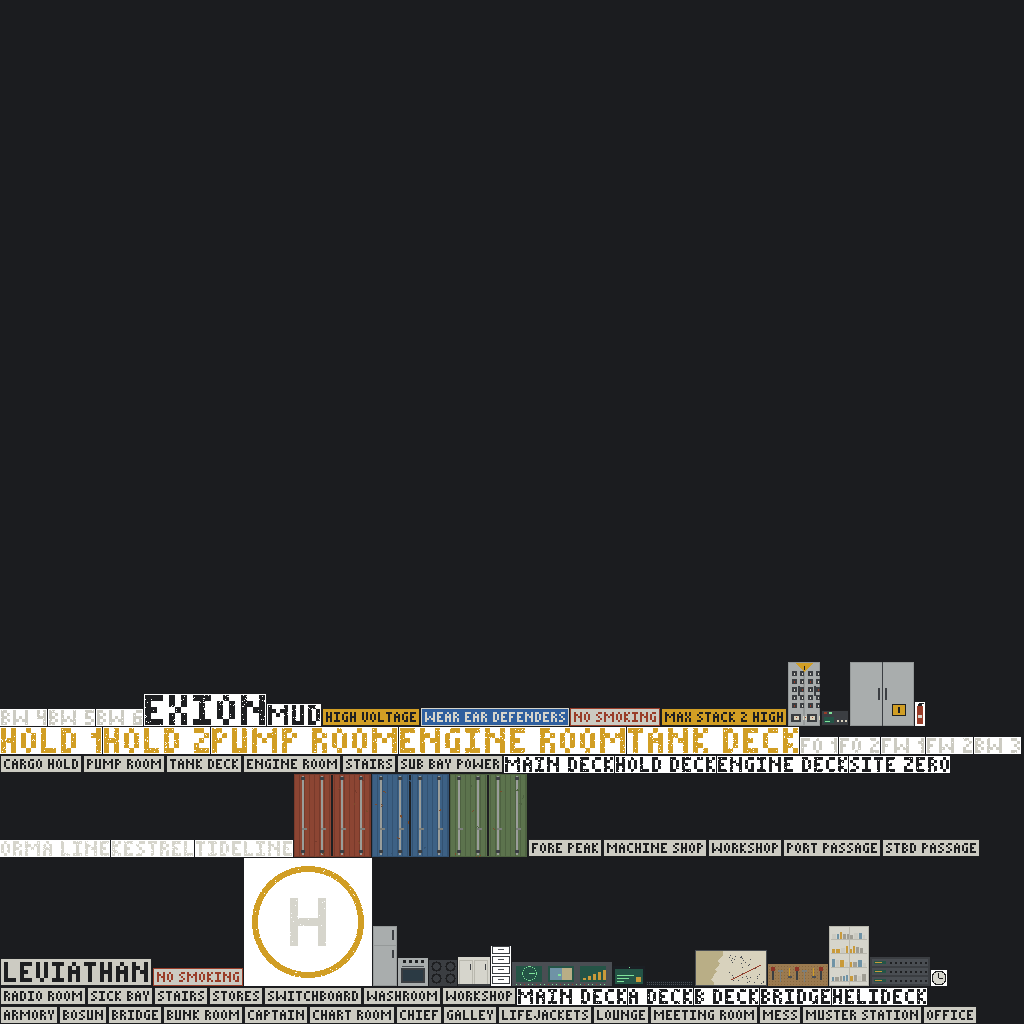 BW 4 BW 5 BW 6 EXION MUD HIGH VOLTAGE WEAR EAR DEFENDERS NO SMOKING MAX STACK 2 HIGH
HOLD 1 HOLD 2 PUMP ROOM ENGINE ROOM TANK DECK FO 1 FO 2 FW 1 FW 2 BW 3
CARGO HOLD PUMP ROOM TANK DECK ENGINE ROOM STAIRS SUB BAY POWER MAIN DECK HOLD DECK ENGINE DECK SITE ZERO
ORMA LINE KESTREL TIDELINE FORE PEAK MACHINE SHOP WORKSHOP PORT PASSAGE STBD PASSAGE
H
LEVIATHAN NO SMOKING
RADIO ROOM SICK BAY STAIRS STORES SWITCHBOARD WASHROOM WORKSHOP MAIN DECK A DECK B DECK BRIDGE HELIDECK
ARMORY BOSUN BRIDGE BUNK ROOM CAPTAIN CHART ROOM CHIEF GALLEY LIFEJACKETS LOUNGE MEETING ROOM MESS MUSTER STATION OFFICE